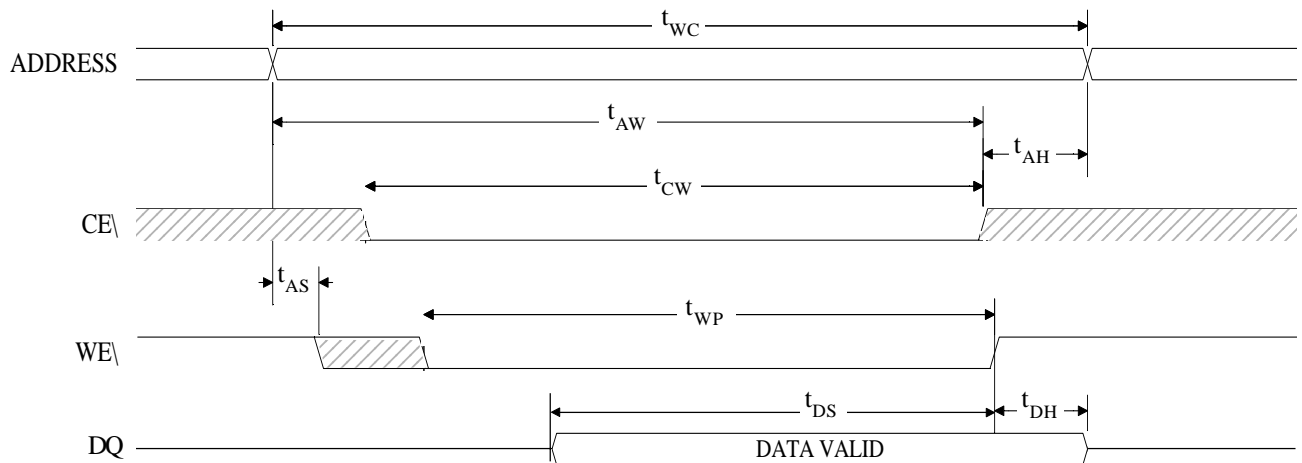 tWC
ADDRESS
tAW
tAH
tCW
CE\
tAS
tWP
WE\
tDS
tDH
DQ
DATA VALID